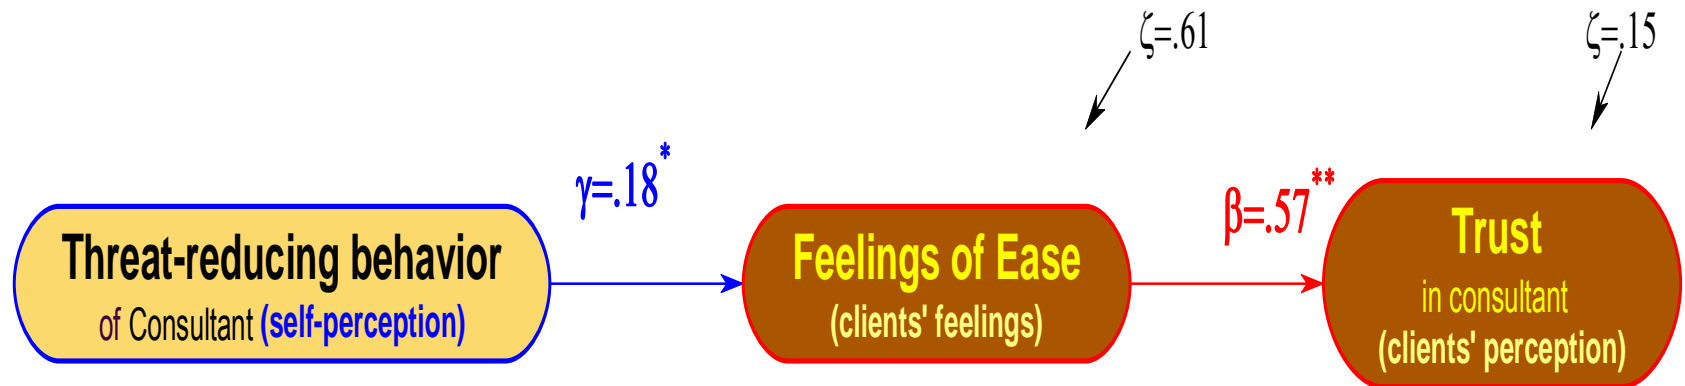 ζ=.61
ζ=.15
γ=.18*
β=.57**
Threat-reducing behavior
of Consultant (self-perception)
Feelings of Ease
(clients' feelings)
Trust
in consultant
(clients' perception)